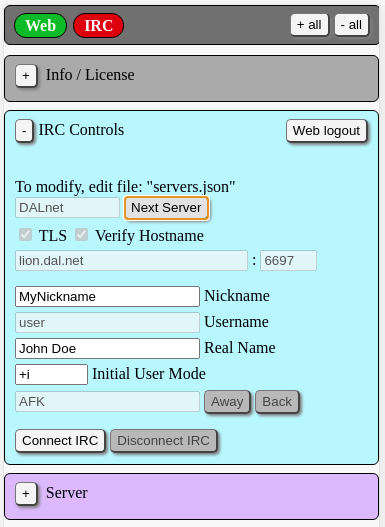 Web IRC + all - all
+ Info / License
- IRC Controls Web logout
To modify, edit file: "servers.json"
DALnet Next Server
TLS Verify Hostname
lion.dal.net : 6697
MyNickname Nickname
user Username
John Doe Real Name
+i Initial User Mode
AFK Away Back
Connect IRC Disconnect IRC
+ Server